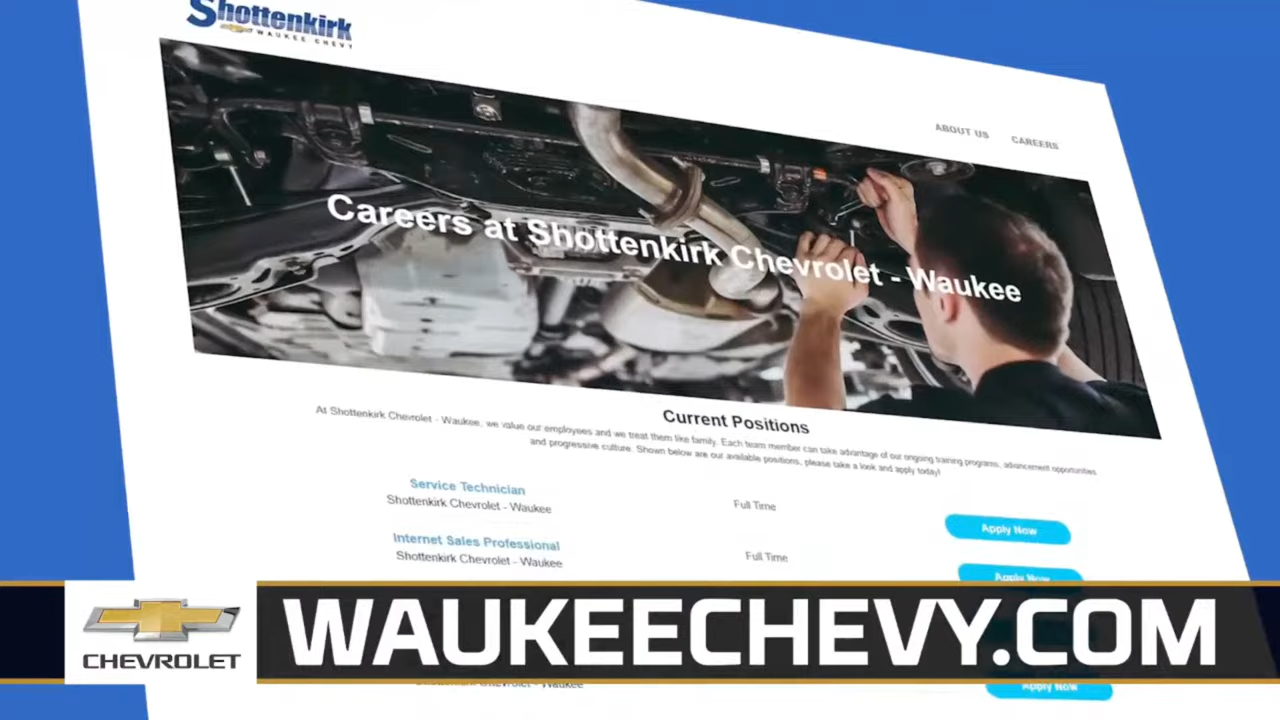 Shottenkirk
WAUKEE CHEVY
ABOUT US CAREERS
Careers at Shottenkirk Chevrolet - Waukee
Current Positions
At Shottenkirk Chevrolet - Waukee, we value our employees and we treat them like family. Each team member can take advantage of our ongoing training programs, advancement opportunities
and progressive culture. Shown below are our available positions, please take a look and apply today!
Service Technician
Shottenkirk Chevrolet - Waukee
Full Time
Apply Now
Internet Sales Professional
Shottenkirk Chevrolet - Waukee
Full Time
Apply Now
CHEVROLET
WAUKEECHEVY.COM
Apply Now